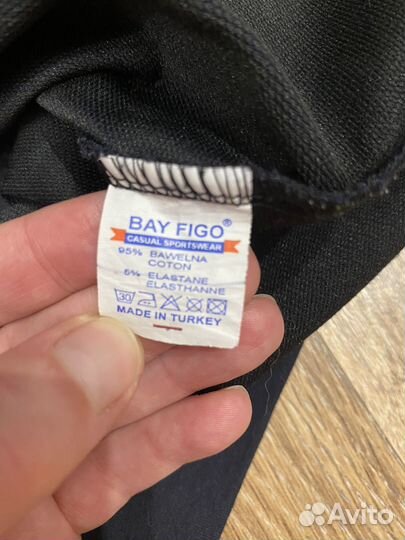 BAY FIGO®
CASUAL SPORTSWEAR
95% BAWELNA
COTON
5% ELASTANE
ELASTHANNE
30
MADE IN TURKEY
Avito